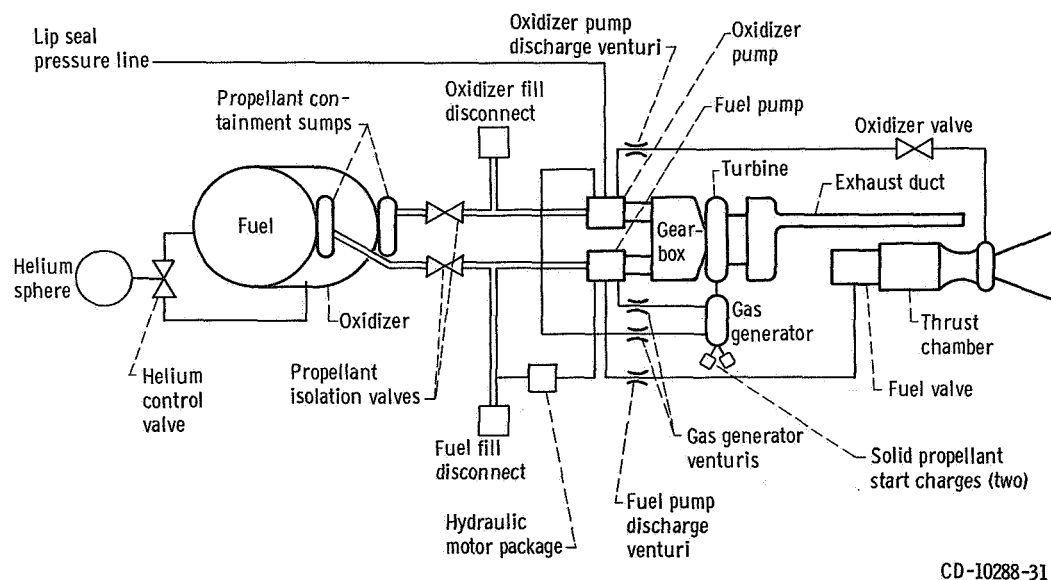 Lip seal
pressure line
Oxidizer pump
discharge venturi
Oxidizer
pump
Oxidizer fill
disconnect
Propellant con-
tainment sumps
Fuel pump
Oxidizer valve
Turbine
Exhaust duct
Fuel
Gear-
box
Helium
sphere
Oxidizer
Gas
generator
Thrust
chamber
Helium
control
valve
Propellant
isolation valves
Fuel valve
Fuel fill
disconnect
Gas generator
venturis
Solid propellant
start charges (two)
Hydraulic
motor package
Fuel pump
discharge
venturi
CD-10288-31